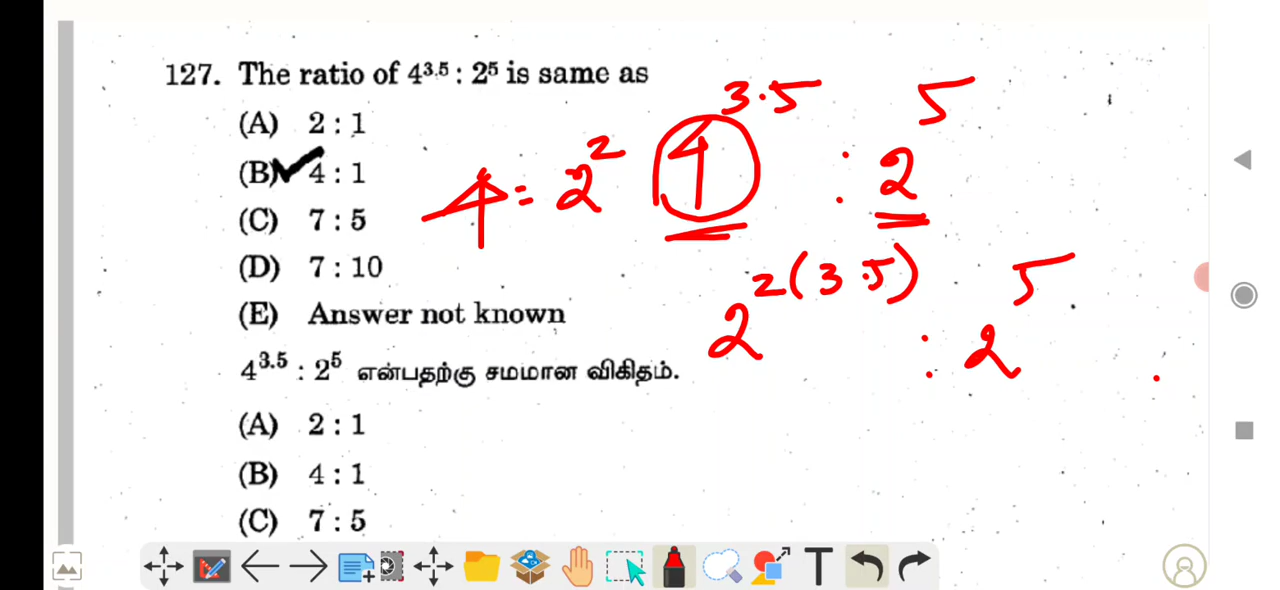 127. The ratio of 4^3.5 : 2^5 is same as
(A) 2 : 1
(B) 4 : 1
(C) 7 : 5
(D) 7 : 10
(E) Answer not known
4^3.5 : 2^5 என்பதற்கு சமமான விகிதம்.
(A) 2 : 1
(B) 4 : 1
(C) 7 : 5
4 = 2^2
4^3.5 : 2^5
2^2(3.5) : 2^5
T